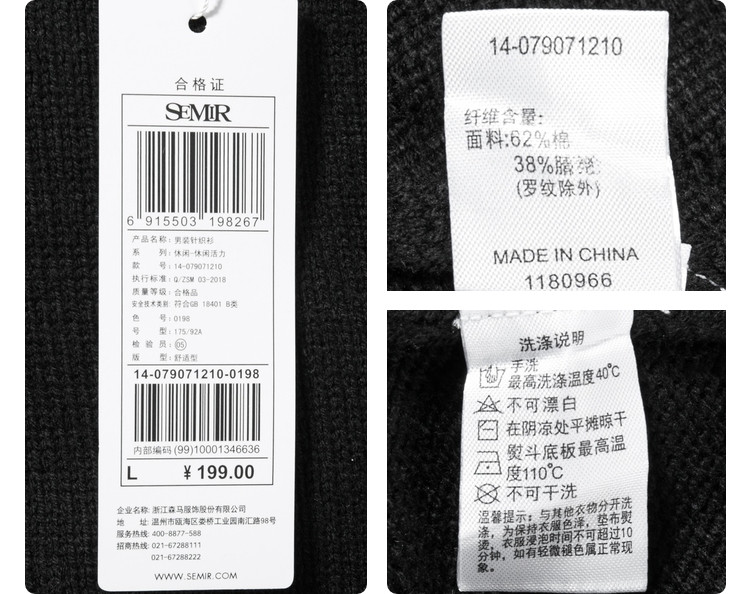 合格证
SEMIR
6 915503 198267
产品名称: 男装针织衫
系 列: 休闲-休闲活力
款 号: 14-079071210
执行标准: Q/ZSM 03-2018
质量等级: 合格品
安全技术类别: 符合GB 18401 B类
色 号: 0198
号 型: 175/92A
检 验 员: 05
版 型: 舒适型
14-079071210-0198
内部编码 (99)10001346636
L ¥199.00
企业名称: 浙江森马服饰股份有限公司
地 址: 温州市瓯海区娄桥工业园南汇路98号
服务热线: 400-8877-588
招商热线: 021-67288111
021-67288222
WWW.SEMIR.COM
14-079071210
纤维含量:
面料:62%棉
38%腈纶
(罗纹除外)
MADE IN CHINA
1180966
洗涤说明
手洗
最高洗涤温度40℃
不可漂白
在阴凉处平摊晾干
熨斗底板最高温
度110℃
不可干洗
温馨提示: 与其他衣物分开洗
涤, 为保持衣服色泽, 垫布熨
烫, 衣服浸泡时间不可超过10
分钟, 如有轻微褪色属正常现
象。